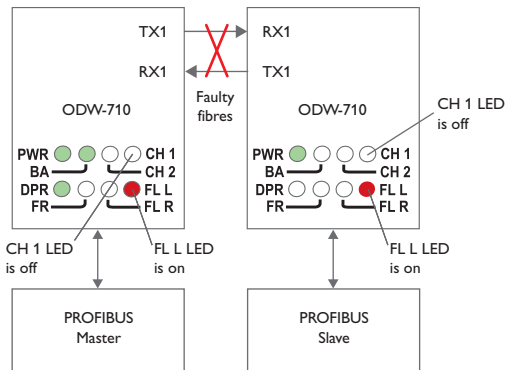 TX1
RX1
RX1
TX1
Faulty
fibres
ODW-710
ODW-710
CH 1 LED
is off
PWR
CH 1
BA
CH 2
DPR
FL L
FR
FL R
PWR
CH 1
BA
CH 2
DPR
FL L
FR
FL R
CH 1 LED
is off
FL L LED
is on
FL L LED
is on
PROFIBUS
Master
PROFIBUS
Slave